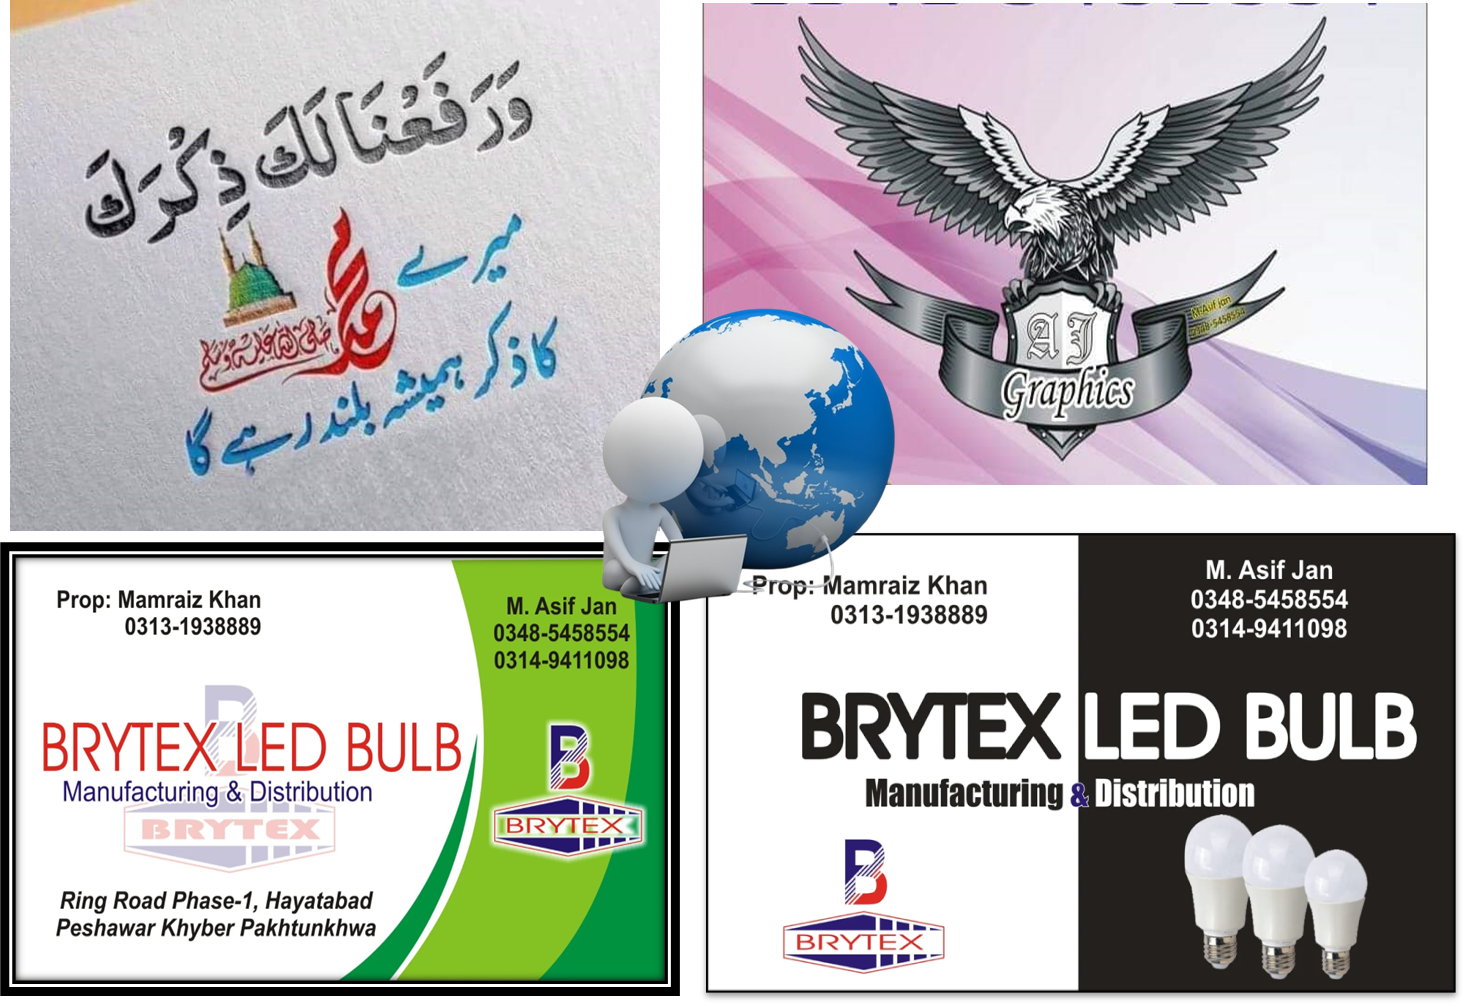 وَرَفَعْنَا لَكَ ذِكْرَكَ
میرے
محمد
صلی اللہ علیہ وسلم
کا ذکر ہمیشہ بلند رہے گا
M.Asif jan
0348-5458554
AJ
Graphics
Prop: Mamraiz Khan
0313-1938889
M. Asif Jan
0348-5458554
0314-9411098
BRYTEX LED BULB
Manufacturing & Distribution
BRYTEX
B
BRYTEX
Ring Road Phase-1, Hayatabad
Peshawar Khyber Pakhtunkhwa
Prop: Mamraiz Khan
0313-1938889
M. Asif Jan
0348-5458554
0314-9411098
BRYTEX LED BULB
Manufacturing & Distribution
B
BRYTEX